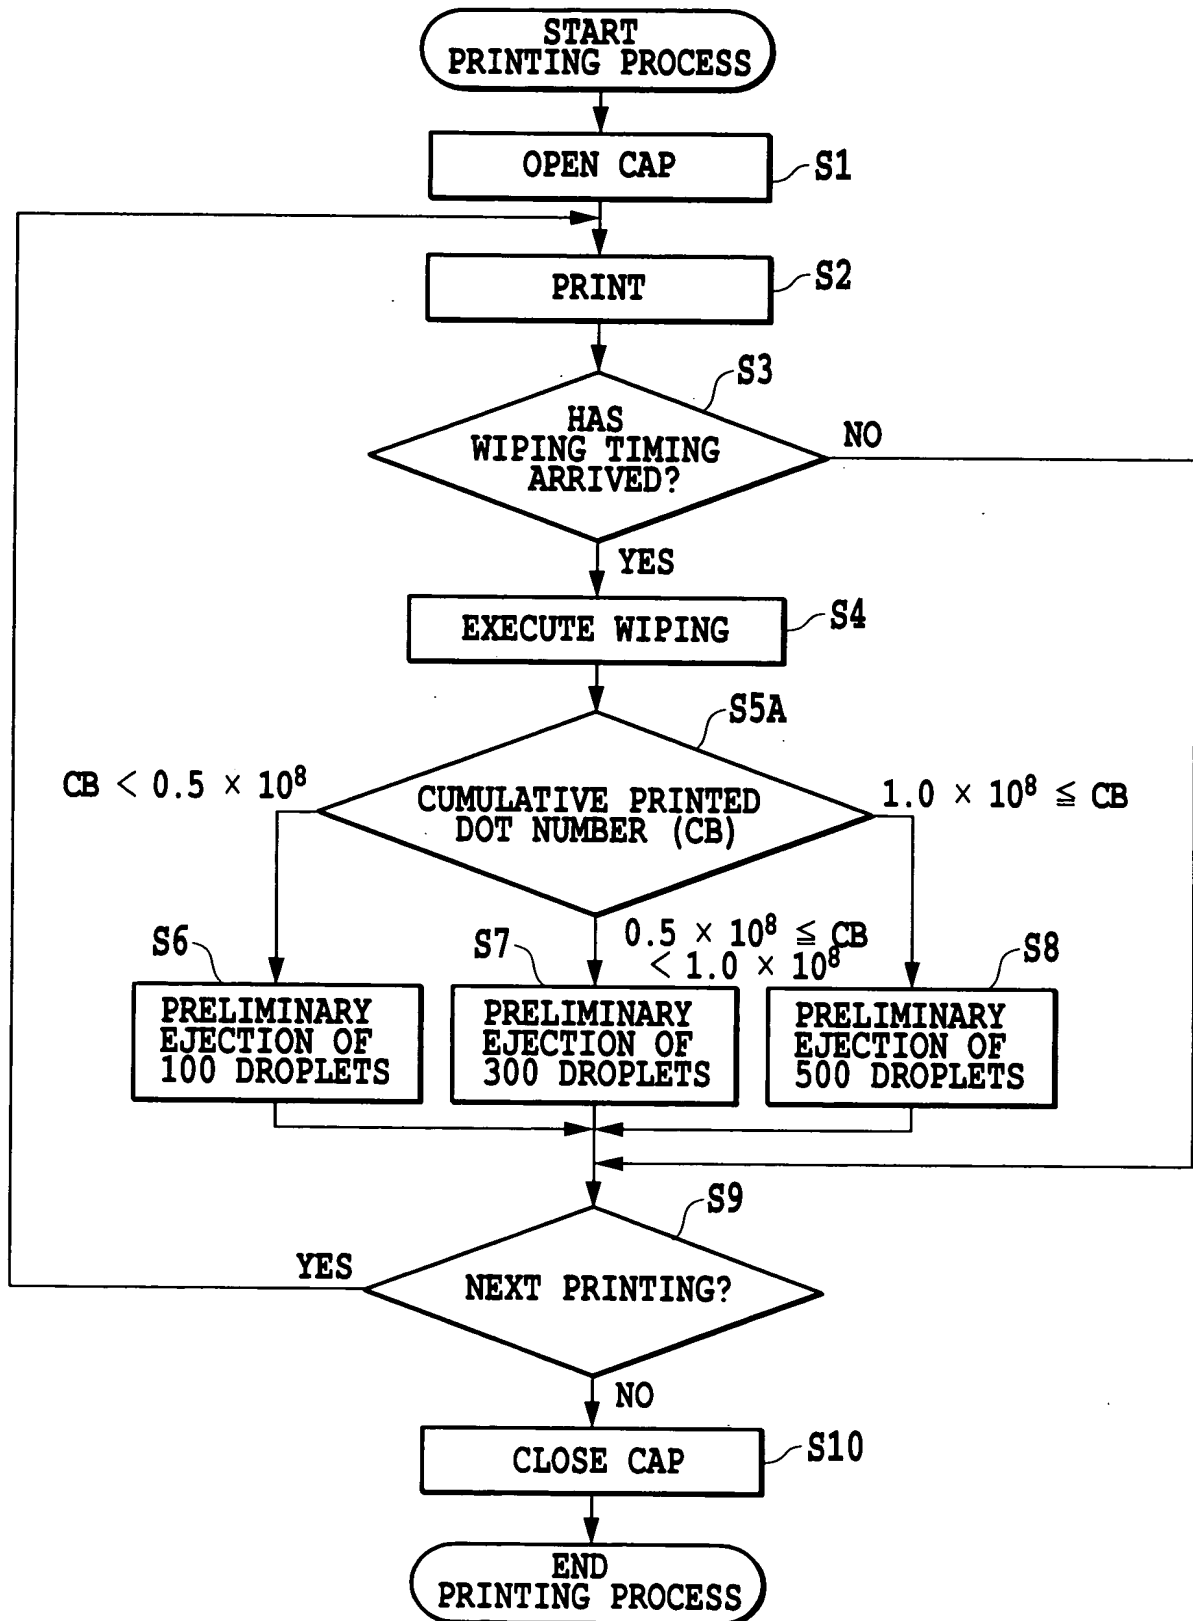 START
PRINTING PROCESS
OPEN CAP
S1
PRINT
S2
S3
HAS
WIPING TIMING
ARRIVED?
NO
YES
EXECUTE WIPING
S4
S5A
CB < 0.5 × 10⁸
CUMULATIVE PRINTED
DOT NUMBER (CB)
1.0 × 10⁸ ≦ CB
0.5 × 10⁸ ≦ CB
< 1.0 × 10⁸
S6
PRELIMINARY
EJECTION OF
100 DROPLETS
S7
PRELIMINARY
EJECTION OF
300 DROPLETS
S8
PRELIMINARY
EJECTION OF
500 DROPLETS
S9
YES
NEXT PRINTING?
NO
CLOSE CAP
S10
END
PRINTING PROCESS